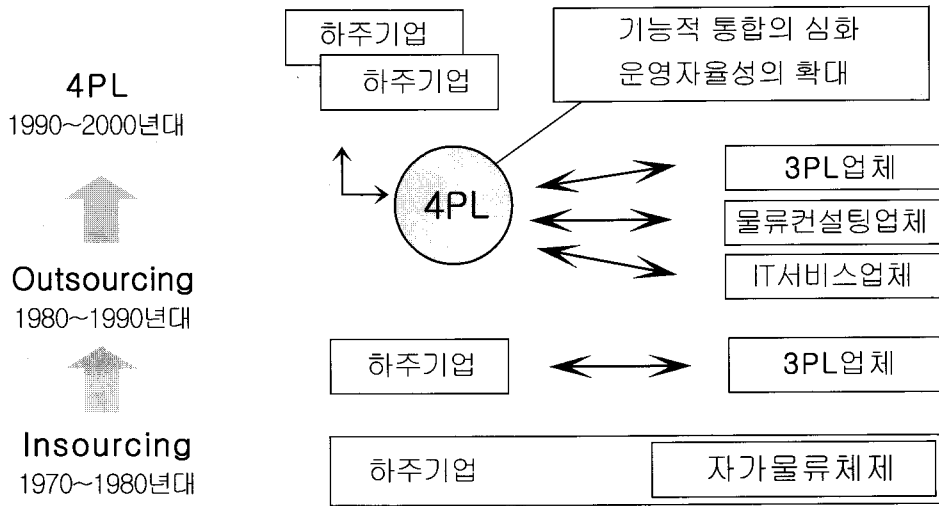 하주기업
하주기업
기능적 통합의 심화
운영자율성의 확대
4PL
1990~2000년대
4PL
3PL업체
물류컨설팅업체
IT서비스업체
Outsourcing
1980~1990년대
하주기업
3PL업체
Insourcing
1970~1980년대
하주기업
자가물류체제